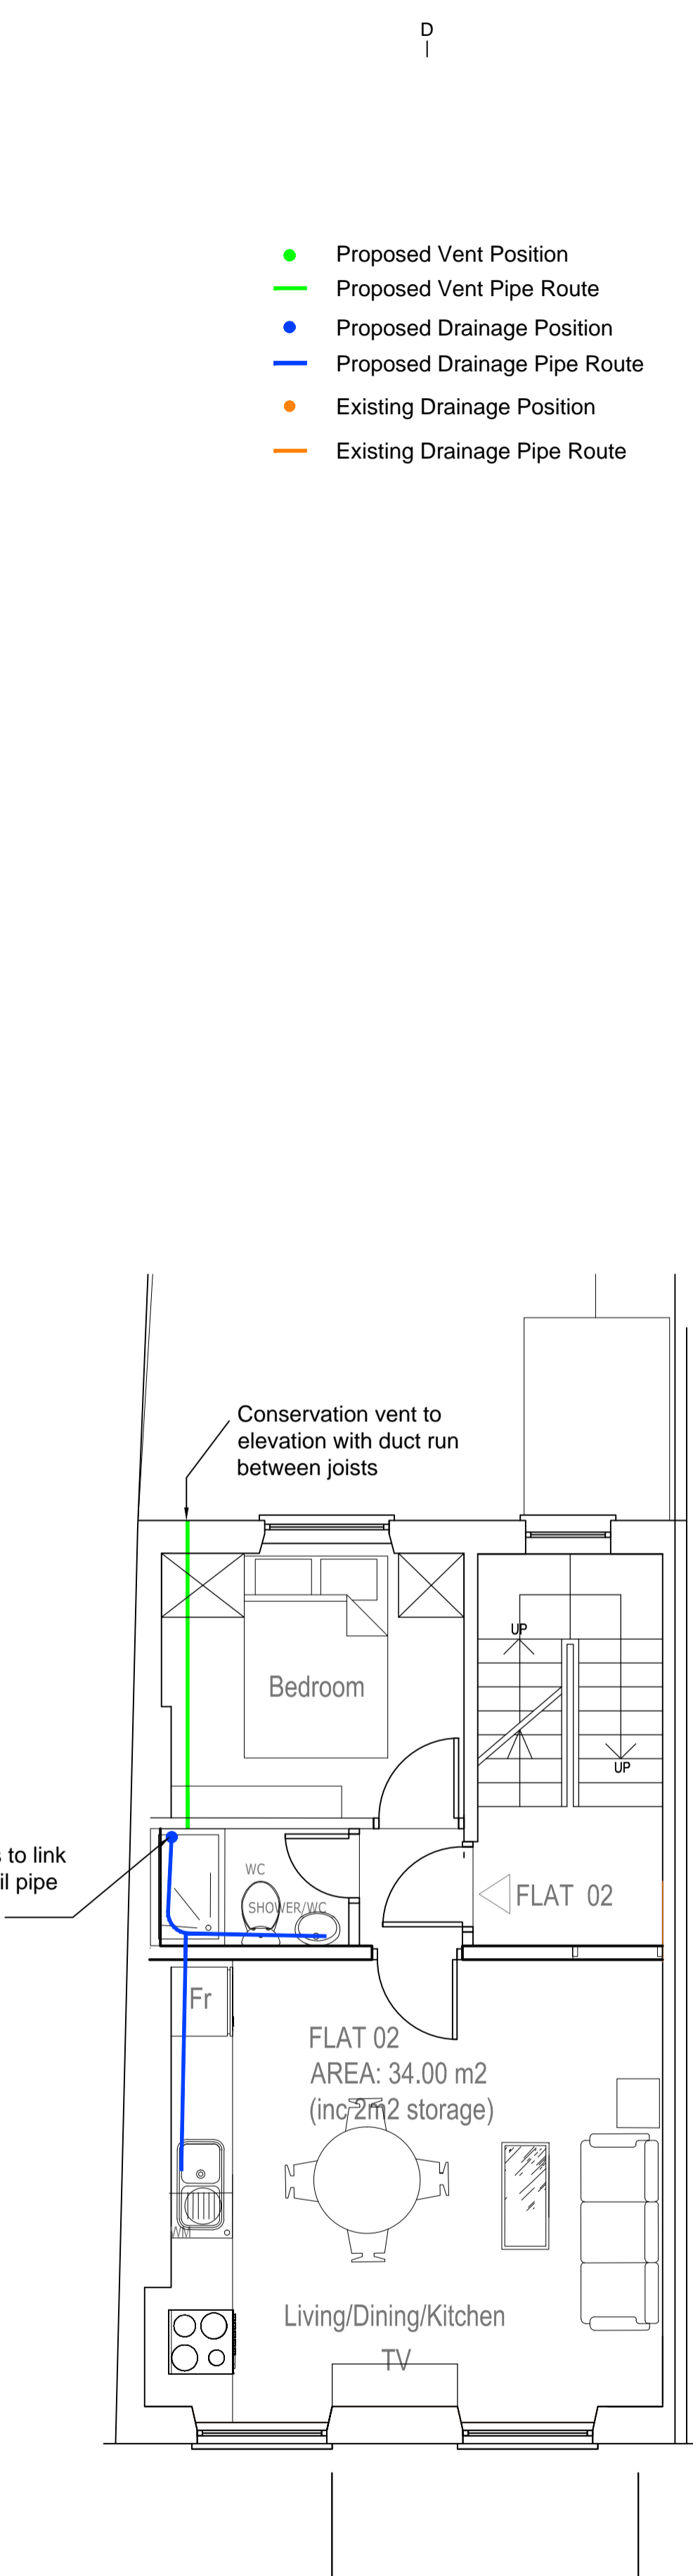 D
Proposed Vent Position
Proposed Vent Pipe Route
Proposed Drainage Position
Proposed Drainage Pipe Route
Existing Drainage Position
Existing Drainage Pipe Route
Conservation vent to
elevation with duct run
between joists
UP
Bedroom
UP
to link
pipe
WC
SHOWER/WC
FLAT 02
Fr
FLAT 02
AREA: 34.00 m2
(inc 2m2 storage)
WM
Living/Dining/Kitchen
TV